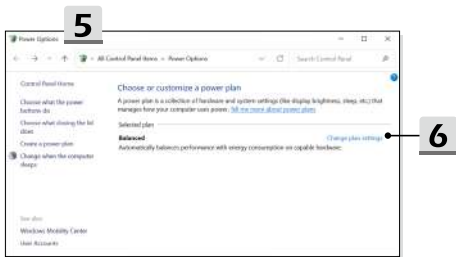 5
Power Options
All Control Panel Items > Power Options
Search Control Panel
Control Panel Home
Choose what the power
buttons do
Choose what closing the lid
does
Create a power plan
Change when the computer
sleeps
See also
Windows Mobility Center
User Accounts
Choose or customize a power plan
A power plan is a collection of hardware and system settings (like display brightness, sleep, etc.) that
manages how your computer uses power. Tell me more about power plans
Selected plan
Balanced
Change plan settings
Automatically balances performance with energy consumption on capable hardware.
6